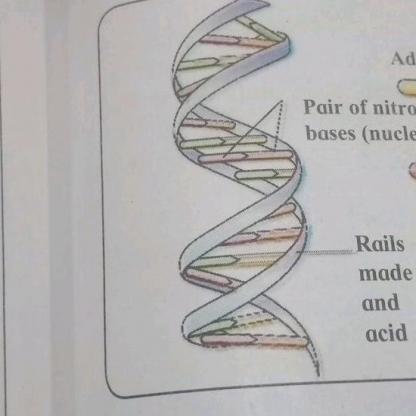 Ad
Pair of nitro
bases (nucle
Rails
made
and
acid